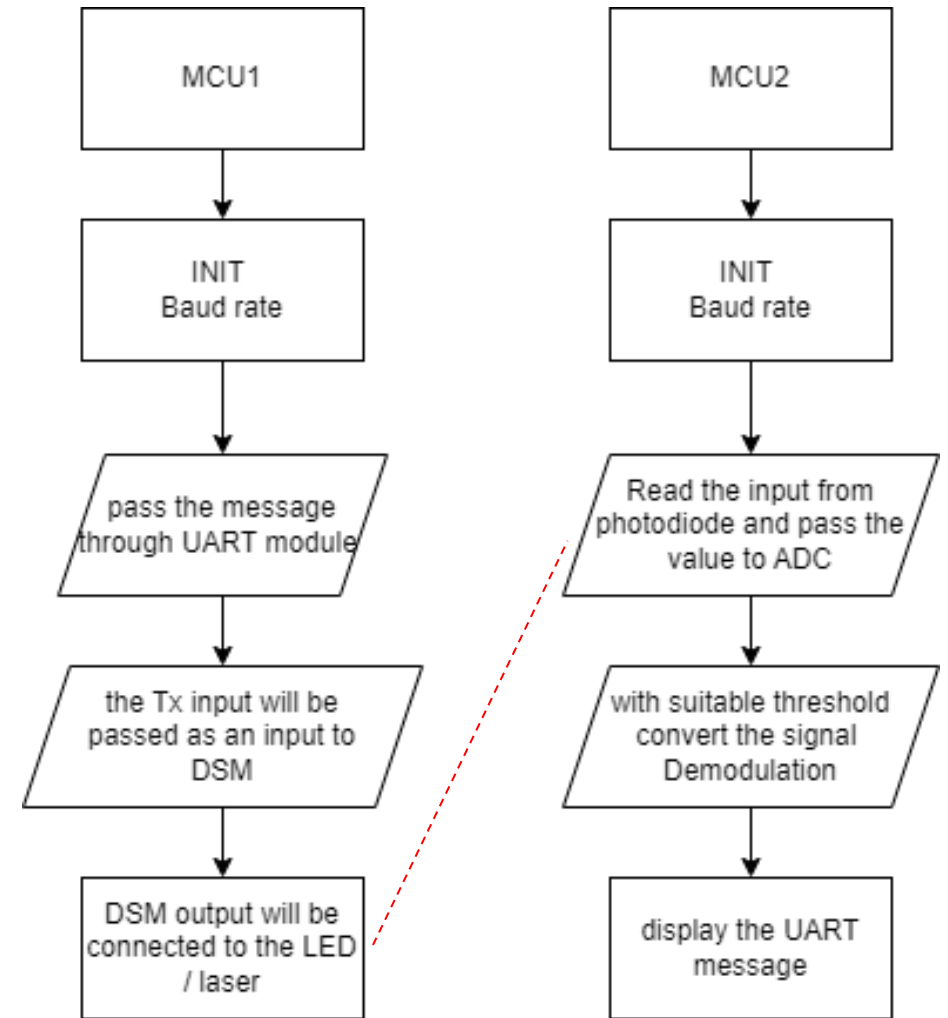 MCU1
INIT
Baud rate
pass the message
through UART module
the Tx input will be
passed as an input to
DSM
DSM output will be
connected to the LED
/ laser
MCU2
INIT
Baud rate
Read the input from
photodiode and pass the
value to ADC
with suitable threshold
convert the signal
Demodulation
display the UART
message